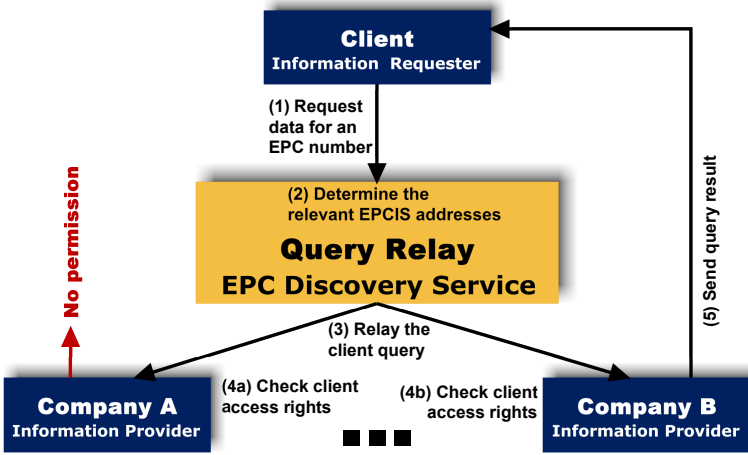 Client
Information Requester
(1) Request
data for an
EPC number
(2) Determine the
relevant EPCIS addresses
Query Relay
EPC Discovery Service
No permission
(5) Send query result
(3) Relay the
client query
(4a) Check client
access rights
(4b) Check client
access rights
Company A
Information Provider
Company B
Information Provider